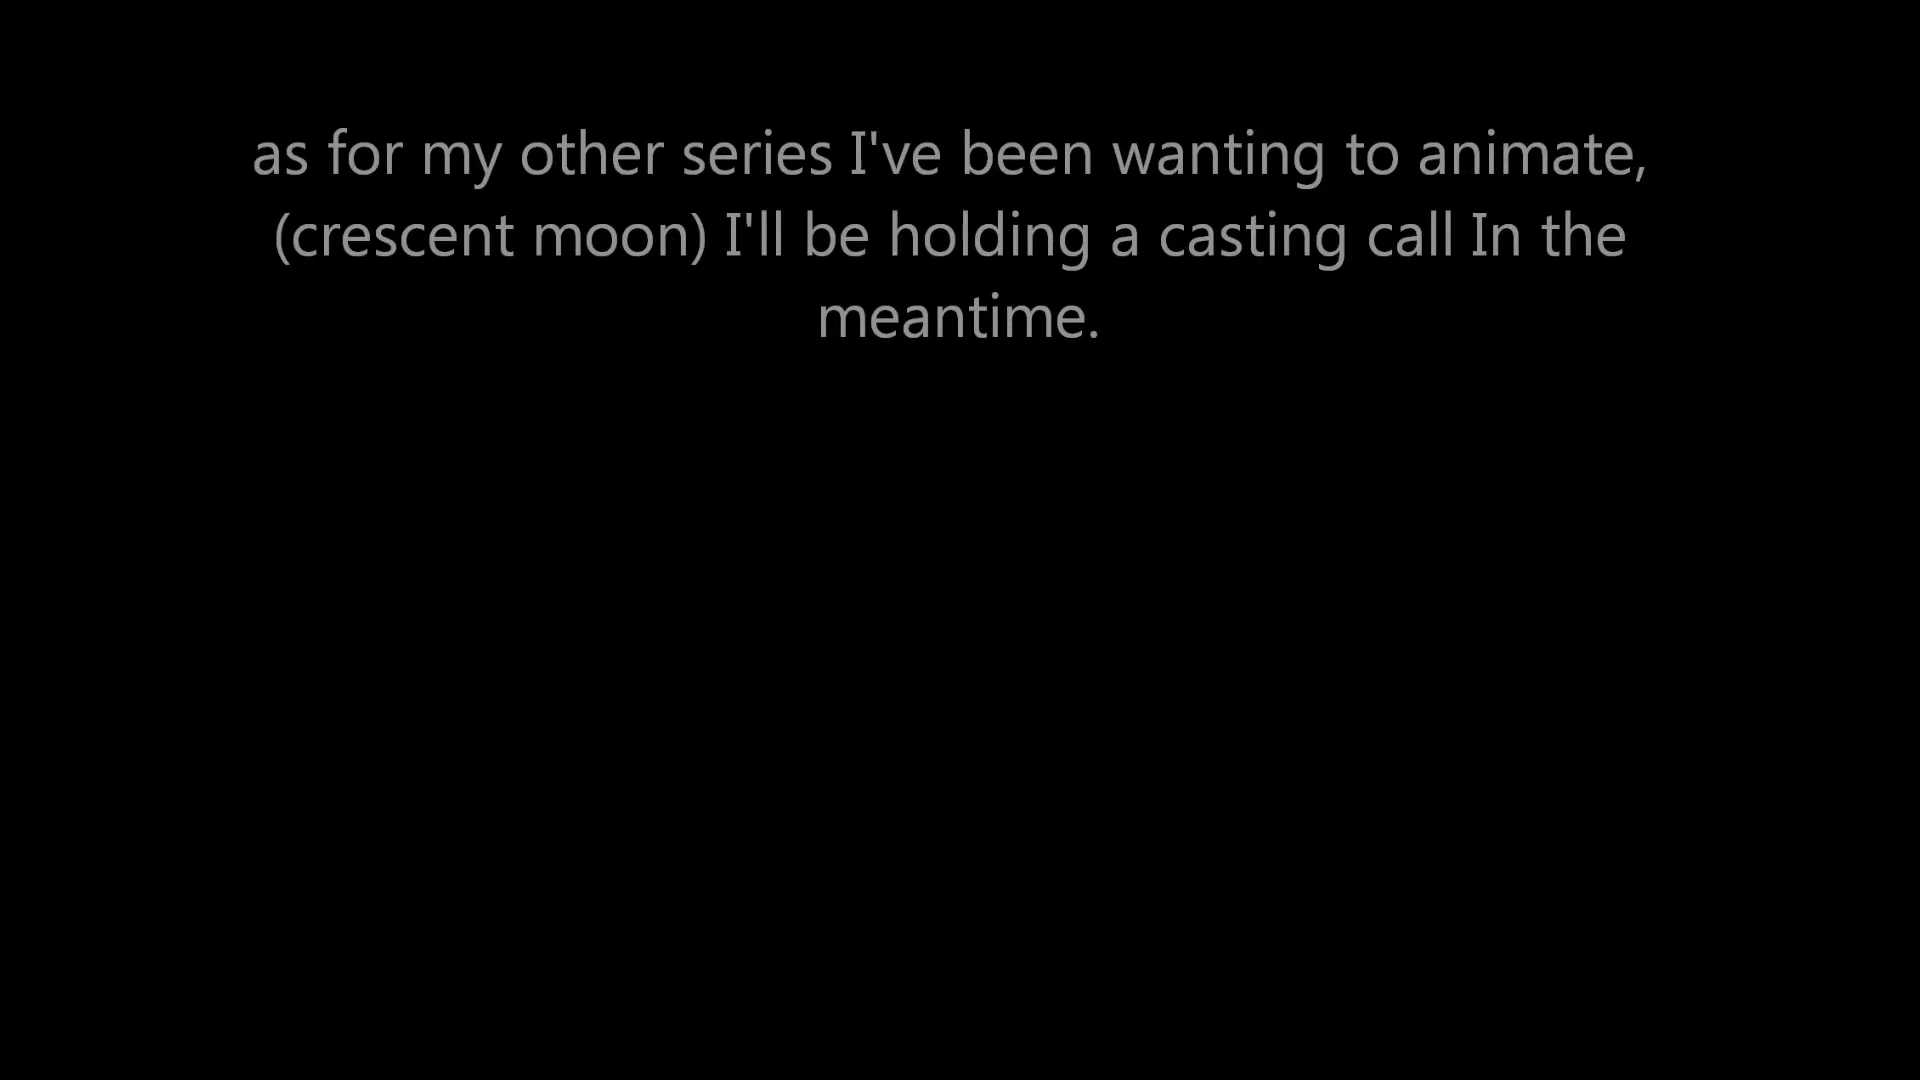 as for my other series I've been wanting to animate,
(crescent moon) I'll be holding a casting call In the
meantime.